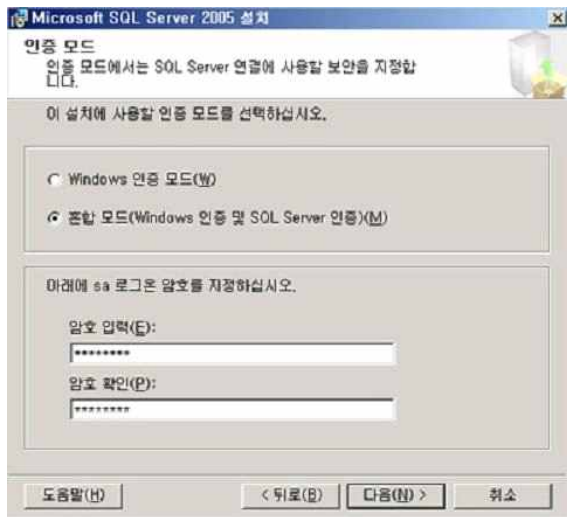 Microsoft SQL Server 2005 설치
인증 모드
인증 모드에서는 SQL Server 연결에 사용할 보안을 지정합
니다.
이 설치에 사용할 인증 모드를 선택하십시오.
Windows 인증 모드(W)
혼합 모드(Windows 인증 및 SQL Server 인증)(M)
아래에 sa 로그온 암호를 지정하십시오.
암호 입력(E):
********
암호 확인(P):
********
도움말(H)
< 뒤로(B)
다음(N) >
취소